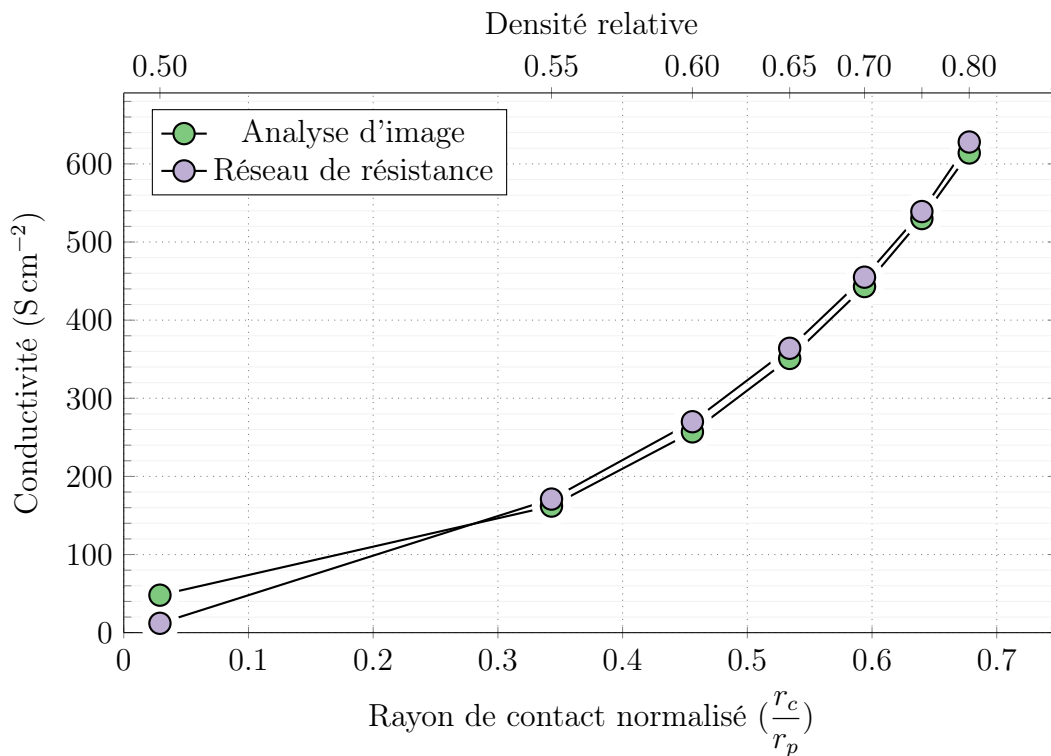 Densité relative
0.50 0.55 0.60 0.65 0.70 0.80
Analyse d'image
Réseau de résistance
Conductivité (S cm⁻²)
600
500
400
300
200
100
0
0 0.1 0.2 0.3 0.4 0.5 0.6 0.7
Rayon de contact normalisé (r_c/r_p)